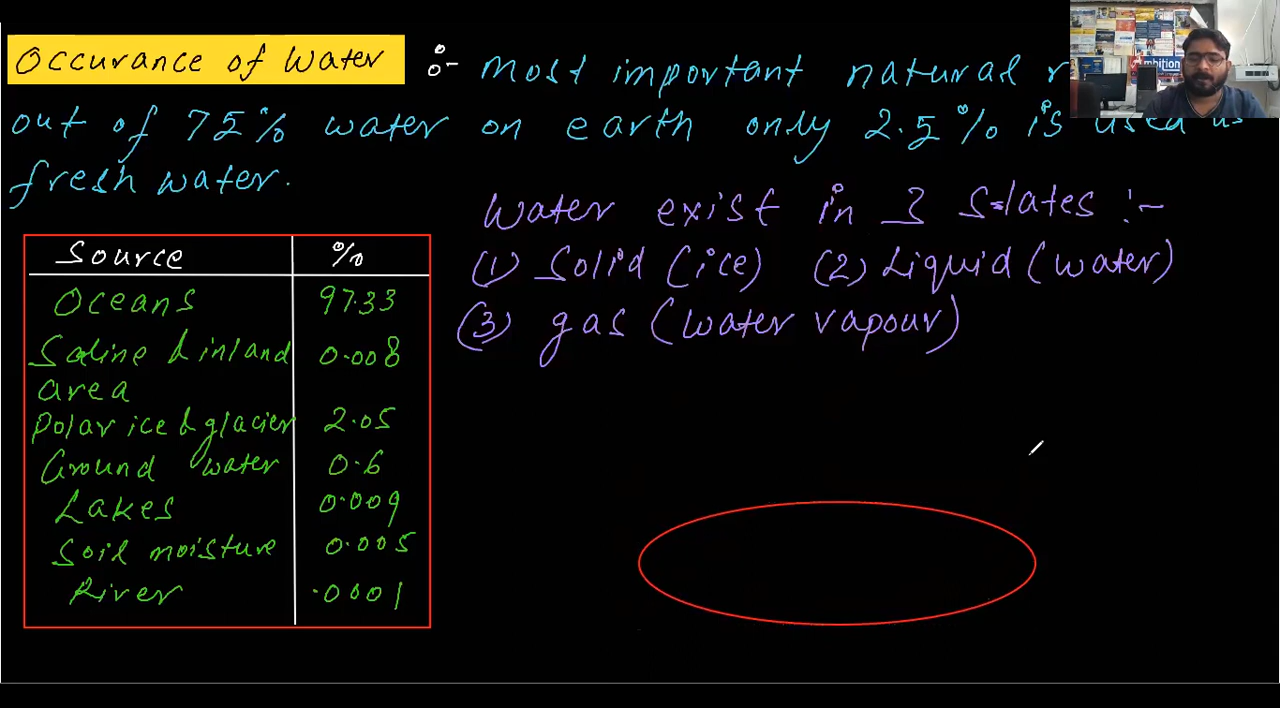 Occurance of Water :- Most important natural
out of 75% water on earth only 2.5% is used as
fresh water.
Water exist in 3 States :-
(1) Solid (ice) (2) Liquid (water)
(3) gas (water vapour)
Source %
Oceans 97.33
Saline & inland 0.008
area
Polar ice & glacier 2.05
Ground water 0.6
Lakes 0.009
Soil moisture 0.005
River .0001
mbition